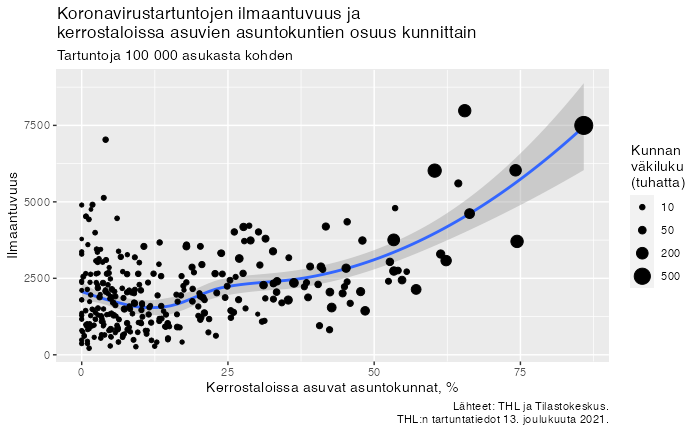 Koronavirustartuntojen ilmaantuvuus ja
kerrostaloissa asuvien asuntokuntien osuus kunnittain
Tartuntoja 100 000 asukasta kohden
Ilmaantuvuus
7500
5000
2500
0
0
25
50
75
Kerrostaloissa asuvat asuntokunnat, %
Kunnan
väkiluku
(tuhatta)
10
50
200
500
Lähteet: THL ja Tilastokeskus.
THL:n tartuntatiedot 13. joulukuuta 2021.